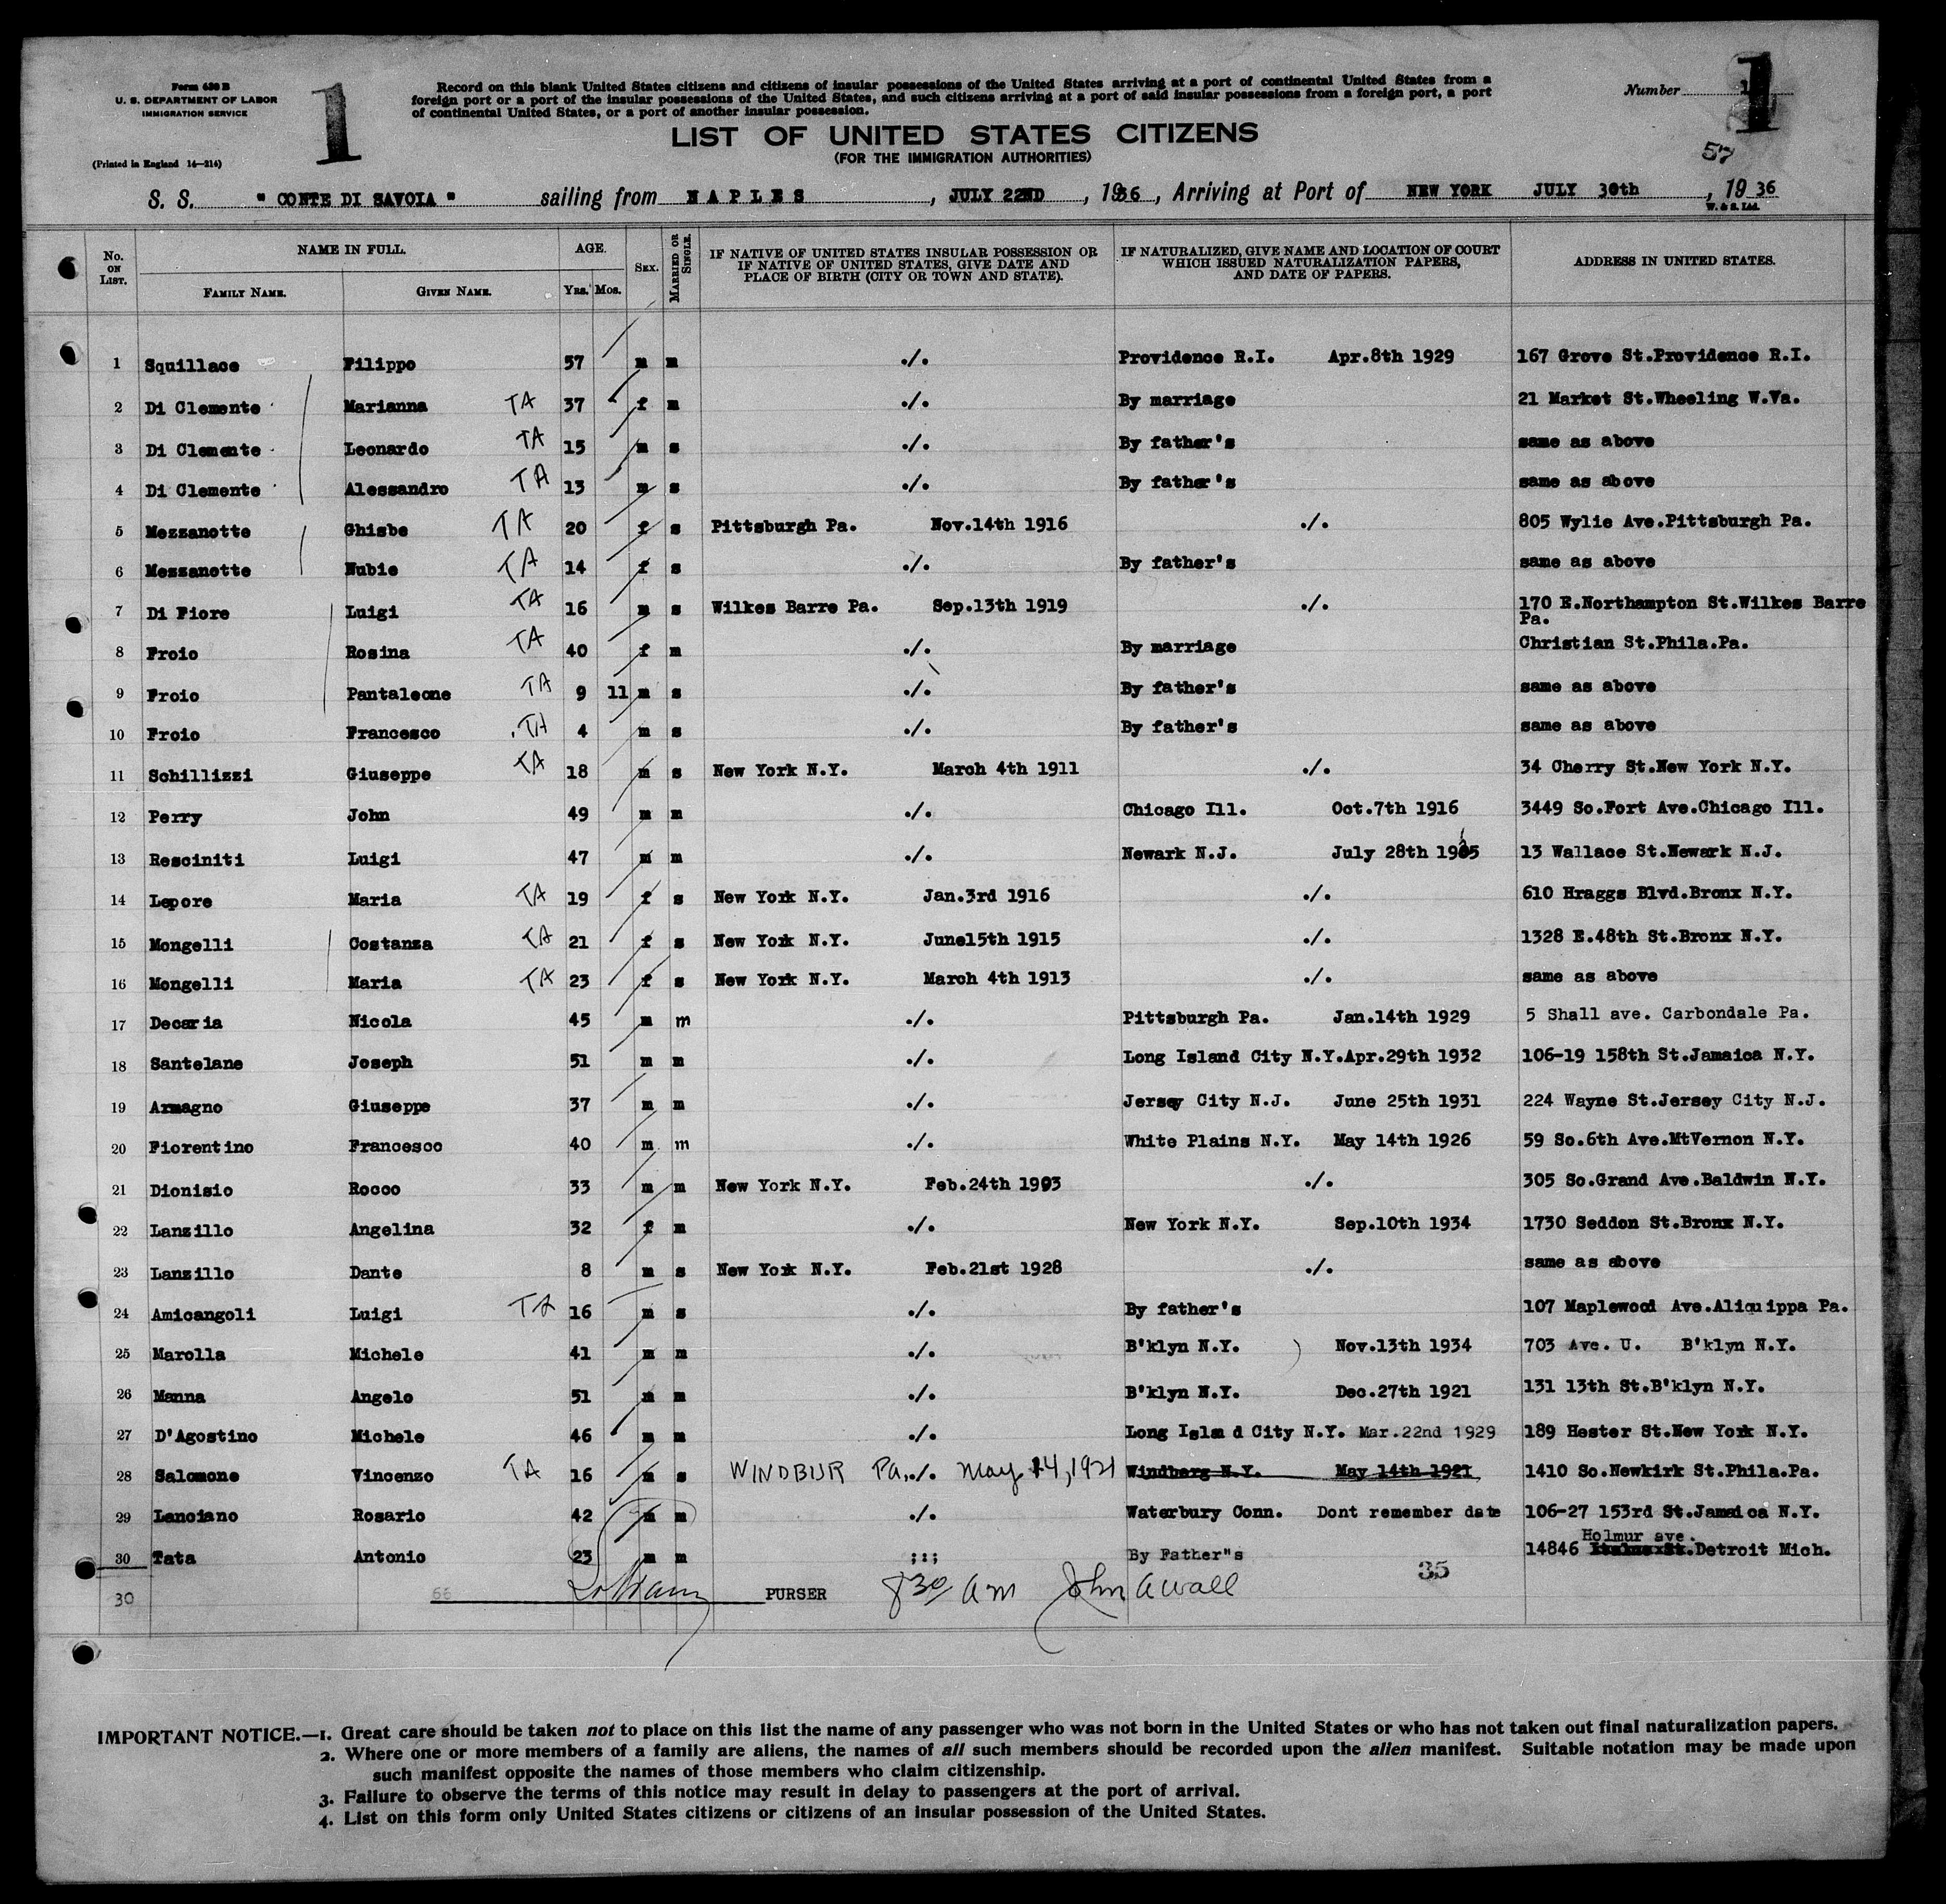 Form 630 B
U. S. DEPARTMENT OF LABOR
IMMIGRATION SERVICE
(Printed in England 14—214)
1
Record on this blank United States citizens and citizens of insular possessions of the United States arriving at a port of continental United States from a
foreign port or a port of the insular possessions of the United States, and such citizens arriving at a port of said insular possessions from a foreign port, a port
of continental United States, or a port of another insular possession.
LIST OF UNITED STATES CITIZENS
(FOR THE IMMIGRATION AUTHORITIES)
Number 1
57
S. S. " CONTE DI SAVOIA " sailing from N A P L E S , JULY 22ND , 1936 , Arriving at Port of NEW YORK JULY 30th , 19 36
W. & S. Ltd.
No. ON LIST. NAME IN FULL. FAMILY NAME. GIVEN NAME. AGE. YRS. MOS. SEX. MARRIED OR SINGLE. IF NATIVE OF UNITED STATES INSULAR POSSESSION OR IF NATIVE OF UNITED STATES, GIVE DATE AND PLACE OF BIRTH (CITY OR TOWN AND STATE). IF NATURALIZED, GIVE NAME AND LOCATION OF COURT WHICH ISSUED NATURALIZATION PAPERS, AND DATE OF PAPERS. ADDRESS IN UNITED STATES.
1 Squillace Filippo 57 m m ./. Providence R.I. Apr.8th 1929 167 Grove St.Providence R.I.
2 Di Clemente Marianna TA 37 f m ./. By marriage 21 Market St.Wheeling W.Va.
3 Di Clemente Leonardo TA 15 m s ./. By father's same as above
4 Di Clemente Alessandro TA 13 m s ./. By father's same as above
5 Mezzanotte Ghisbe TA 20 f s Pittsburgh Pa. Nov.14th 1916 ./. 805 Wylie Ave.Pittsburgh Pa.
6 Mezzanotte Nubie TA 14 f s ./. By father's same as above
7 Di Fiore Luigi TA 16 m s Wilkes Barre Pa. Sep.13th 1919 ./. 170 E.Northampton St.Wilkes Barre
Pa.
8 Froio Rosina TA 40 f m ./. By marriage Christian St.Phila.Pa.
9 Froio Pantaleone TA 9 11 m s ./. By father's same as above
10 Froio Francesco TA 4 m s ./. By father's same as above
11 Schillizzi Giuseppe TA 18 m s New York N.Y. March 4th 1911 ./. 34 Cherry St.New York N.Y.
12 Perry John 49 m m ./. Chicago Ill. Oct.7th 1916 3449 So.Fort Ave.Chicago Ill.
13 Resciniti Luigi 47 m m ./. Newark N.J. July 28th 1935 13 Wallace St.Newark N.J.
14 Lepore Maria TA 19 f s New York N.Y. Jan.3rd 1916 ./. 610 Hraggs Blvd.Bronx N.Y.
15 Mongelli Costanza TA 21 f s New York N.Y. June15th 1915 ./. 1328 E.48th St.Bronx N.Y.
16 Mongelli Maria TA 23 f s New York N.Y. March 4th 1913 ./. same as above
17 Decaria Nicola 45 m m ./. Pittsburgh Pa. Jan.14th 1929 5 Shall ave. Carbondale Pa.
18 Santelane Joseph 51 m m ./. Long Island City N.Y.Apr.29th 1932 106-19 158th St.Jamaica N.Y.
19 Armagno Giuseppe 37 m m ./. Jersey City N.J. June 25th 1931 224 Wayne St.Jersey City N.J.
20 Fiorentino Francesco 40 m m ./. White Plains N.Y. May 14th 1926 59 So.6th Ave.MtVernon N.Y.
21 Dionisio Rocco 33 m m New York N.Y. Feb.24th 1903 ./. 305 So.Grand Ave.Baldwin N.Y.
22 Lanzillo Angelina 32 f m ./. New York N.Y. Sep.10th 1934 1730 Seddon St.Bronx N.Y.
23 Lanzillo Dante 8 m s New York N.Y. Feb.21st 1928 ./. same as above
24 Amicangoli Luigi TA 16 m s ./. By father's 107 Maplewood Ave.Aliquippa Pa.
25 Marolla Michele 41 m m ./. B'klyn N.Y. Nov.13th 1934 703 Ave. U. B'klyn N.Y.
26 Manna Angelo 51 m m ./. B'klyn N.Y. Dec.27th 1921 131 13th St.B'klyn N.Y.
27 D'Agostino Michele 46 m m ./. Long Island City N.Y. Mar.22nd 1929 189 Hester St.New York N.Y.
28 Salomone Vincenzo TA 16 m s WINDBUR Pa. ./. May 14, 1921 Windberg N.Y. May 14th 1921 1410 So.Newkirk St.Phila.Pa.
29 Lanciano Rosario 42 m m ./. Waterbury Conn. Dont remember date 106-27 153rd St.Jamaica N.Y.
Holmur ave.
30 Tata Antonio 23 m m ;;; By Father"s 14846 St.Detroit Mich.
35
30 66 PURSER 8 30 am John A Wall
IMPORTANT NOTICE.—1. Great care should be taken not to place on this list the name of any passenger who was not born in the United States or who has not taken out final naturalization papers.
2. Where one or more members of a family are aliens, the names of all such members should be recorded upon the alien manifest. Suitable notation may be made upon
such manifest opposite the names of those members who claim citizenship.
3. Failure to observe the terms of this notice may result in delay to passengers at the port of arrival.
4. List on this form only United States citizens or citizens of an insular possession of the United States.